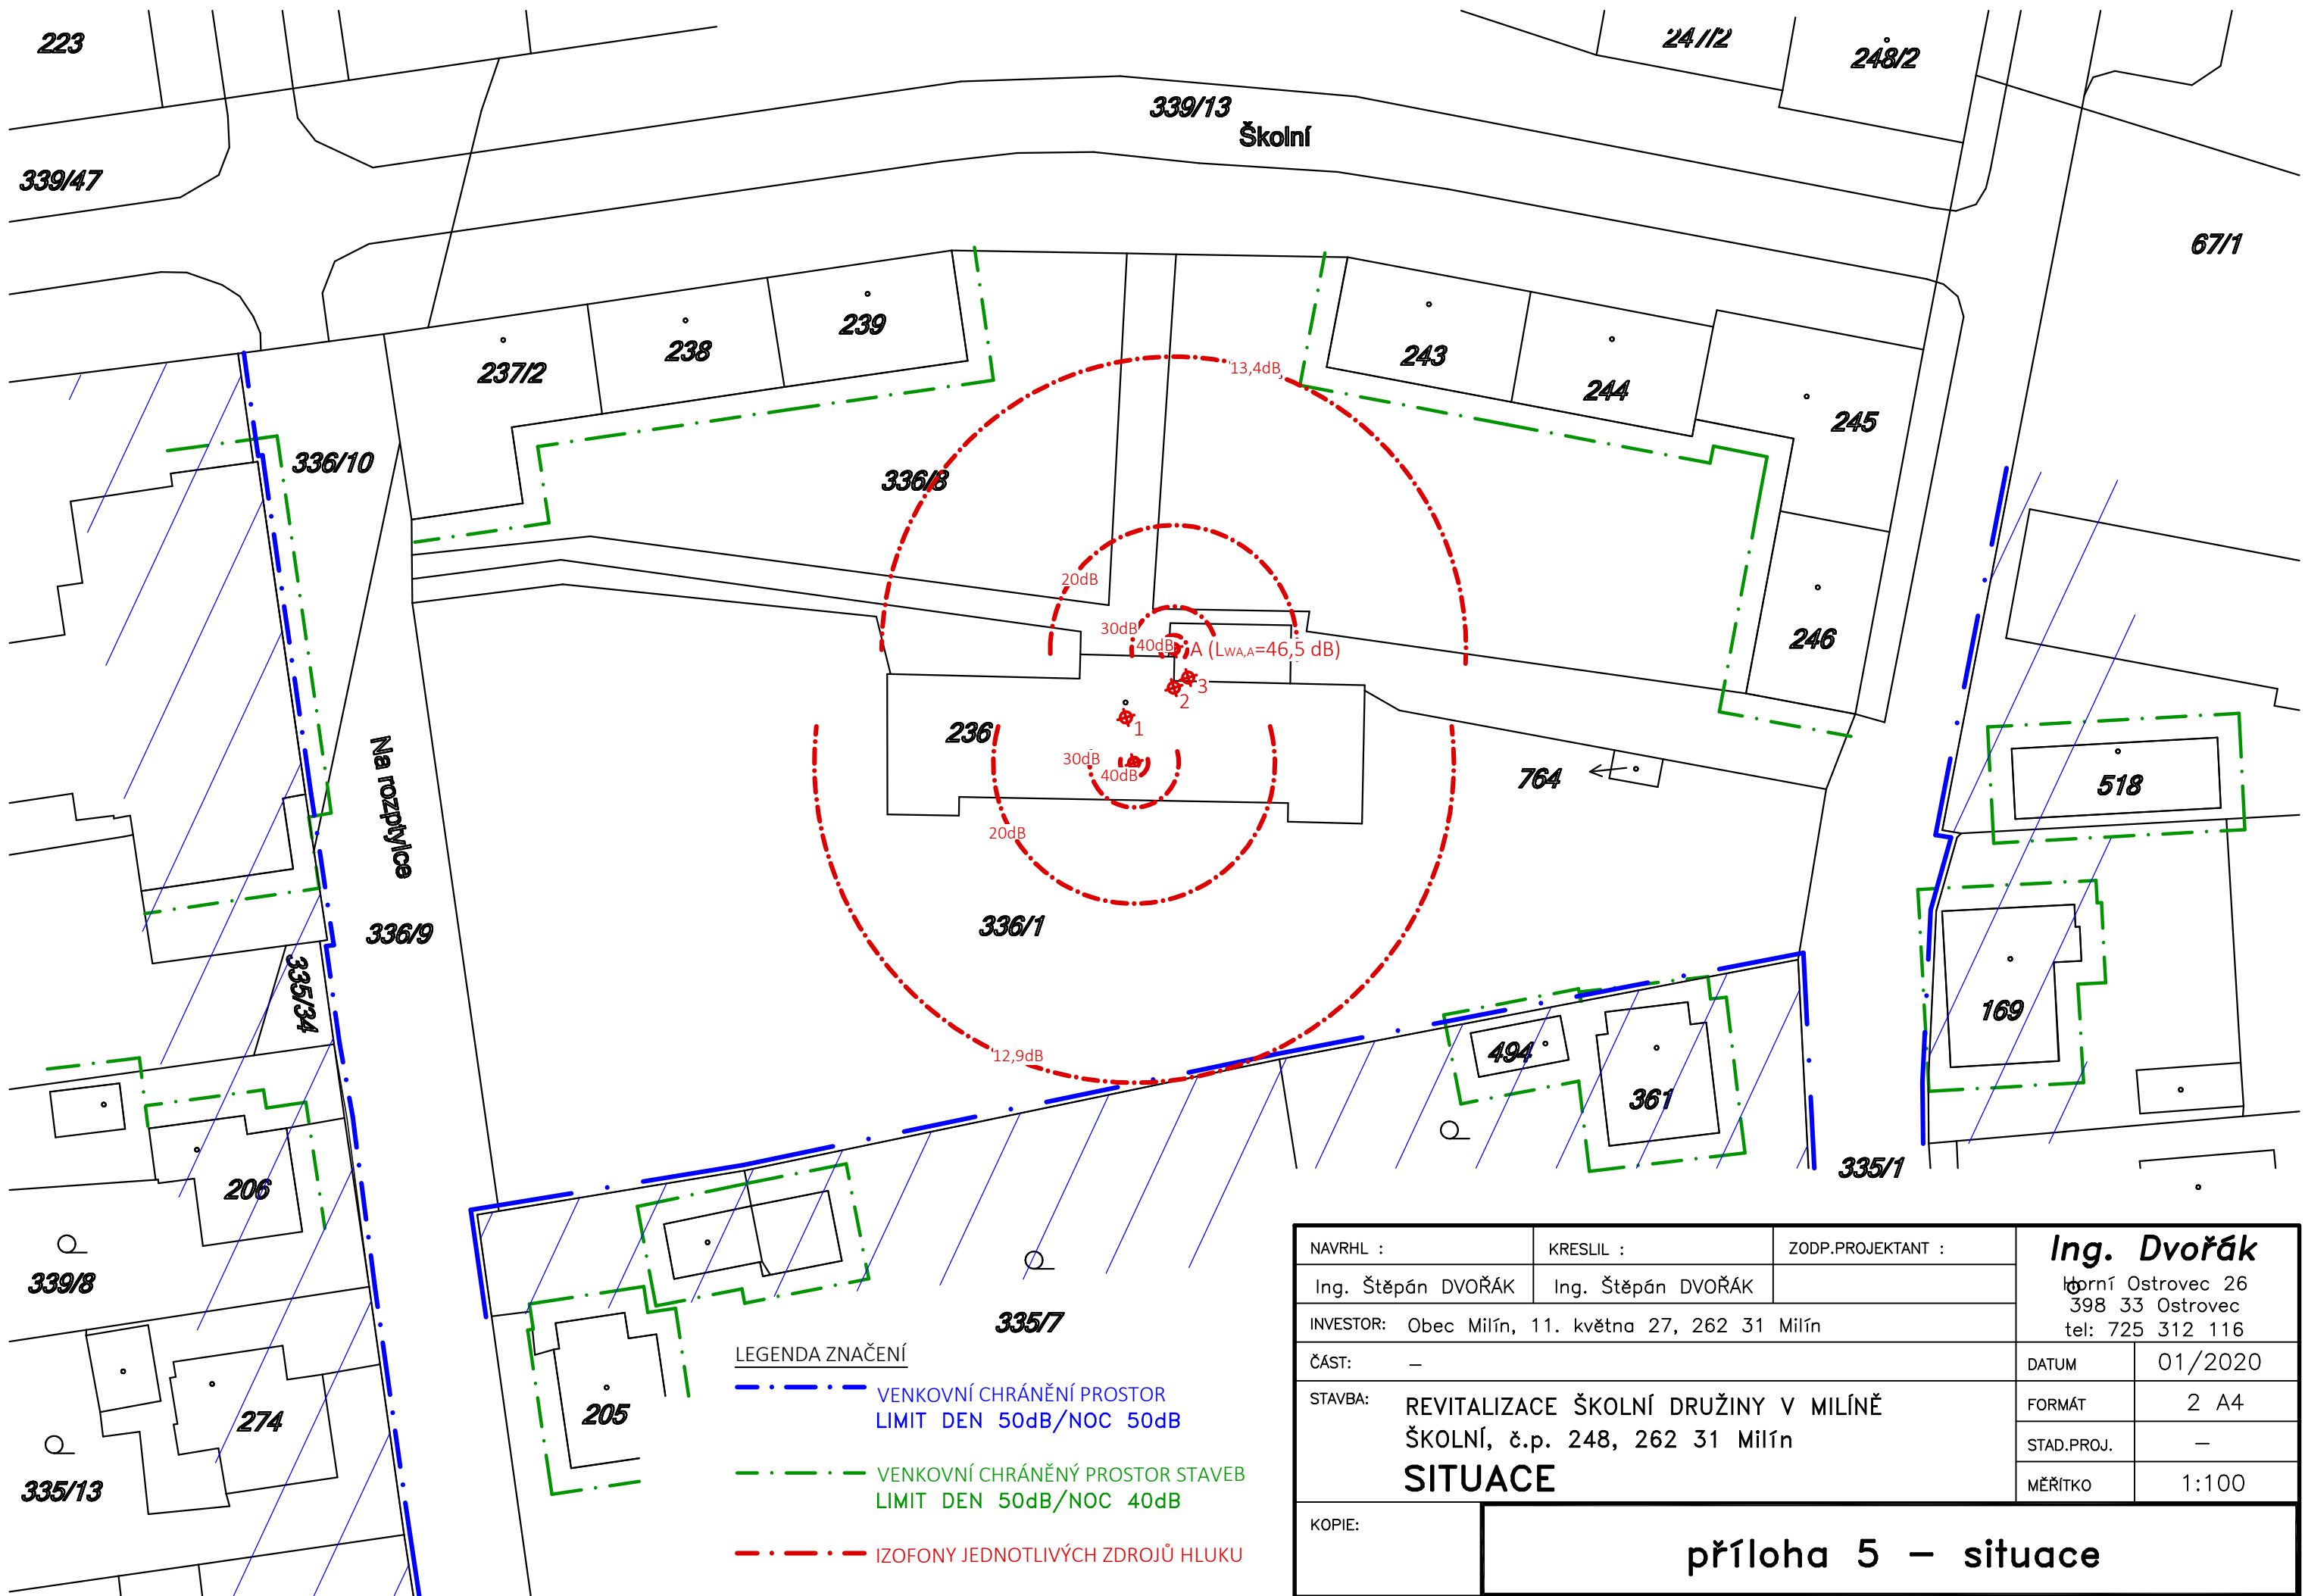 223
247/2
248/2
339/13
Školní
339/47
67/1
239
238
237/2
243
244
245
13,4dB
336/10
336/8
20dB
30dB
40dB
A (LWA,A=46,5 dB)
246
3
2
1
236
30dB
40dB
20dB
764
518
Na rozptylce
336/9
336/1
335/34
12,9dB
169
494
361
335/1
206
339/8
335/7
205
274
335/13
LEGENDA ZNAČENÍ
VENKOVNÍ CHRÁNĚNÍ PROSTOR
LIMIT DEN 50dB/NOC 50dB
VENKOVNÍ CHRÁNĚNÝ PROSTOR STAVEB
LIMIT DEN 50dB/NOC 40dB
IZOFONY JEDNOTLIVÝCH ZDROJŮ HLUKU
NAVRHL :
KRESLIL :
ZODP.PROJEKTANT :
Ing. Štěpán DVOŘÁK
Ing. Štěpán DVOŘÁK
Ing. Dvořák
Horní Ostrovec 26
398 33 Ostrovec
tel: 725 312 116
INVESTOR: Obec Milín, 11. května 27, 262 31 Milín
ČÁST: –
DATUM 01/2020
STAVBA: REVITALIZACE ŠKOLNÍ DRUŽINY V MILÍNĚ
ŠKOLNÍ, č.p. 248, 262 31 Milín
SITUACE
FORMÁT 2 A4
STAD.PROJ. –
MĚŘÍTKO 1:100
KOPIE:
příloha 5 – situace